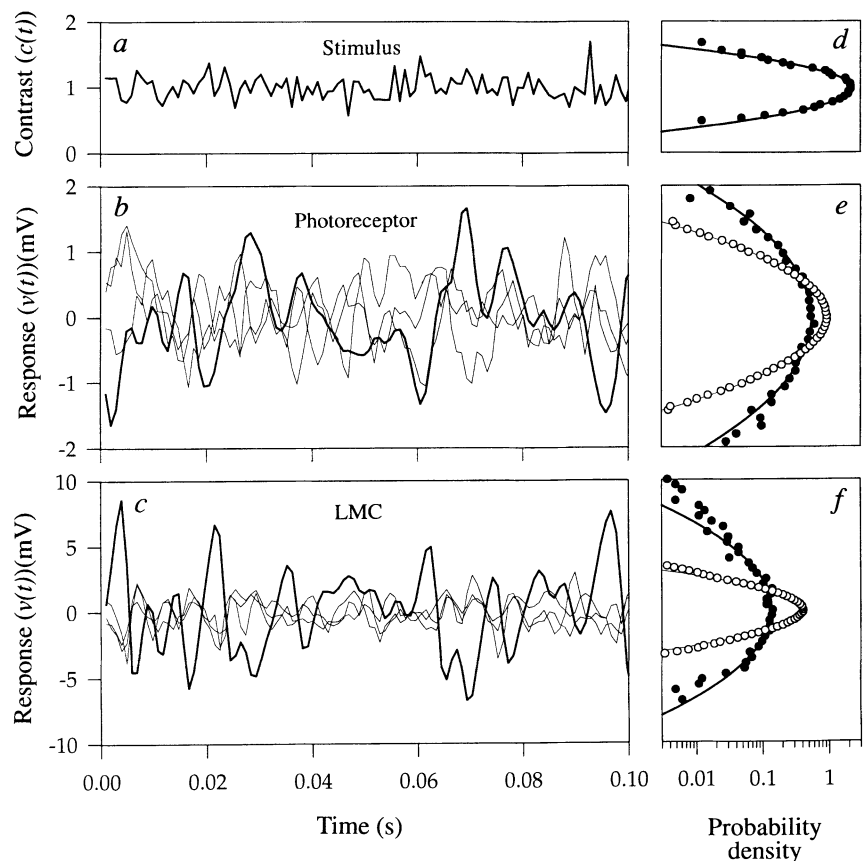 a
Stimulus
d
Contrast (c(t))
2
1
0
b
Photoreceptor
e
Response (v(t))(mV)
2
1
0
-1
-2
c
LMC
f
Response (v(t))(mV)
10
5
0
-5
-10
0.00 0.02 0.04 0.06 0.08 0.10
Time (s)
0.01 0.1 1
Probability
density